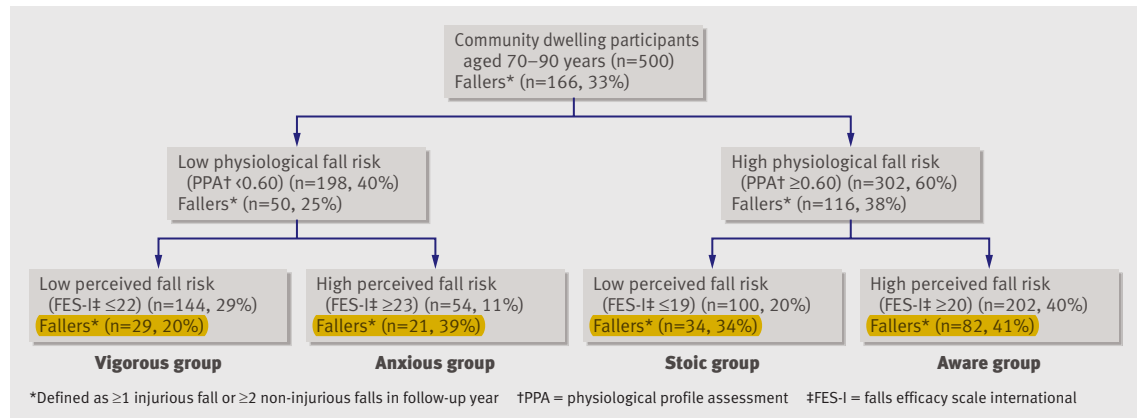 Community dwelling participants
aged 70–90 years (n=500)
Fallers* (n=166, 33%)
Low physiological fall risk
(PPA† <0.60) (n=198, 40%)
Fallers* (n=50, 25%)
High physiological fall risk
(PPA† ≥0.60) (n=302, 60%)
Fallers* (n=116, 38%)
Low perceived fall risk
(FES-I‡ ≤22) (n=144, 29%)
Fallers* (n=29, 20%)
Vigorous group
High perceived fall risk
(FES-I‡ ≥23) (n=54, 11%)
Fallers* (n=21, 39%)
Anxious group
Low perceived fall risk
(FES-I‡ ≤19) (n=100, 20%)
Fallers* (n=34, 34%)
Stoic group
High perceived fall risk
(FES-I‡ ≥20) (n=202, 40%)
Fallers* (n=82, 41%)
Aware group
*Defined as ≥1 injurious fall or ≥2 non-injurious falls in follow-up year †PPA = physiological profile assessment ‡FES-I = falls efficacy scale international